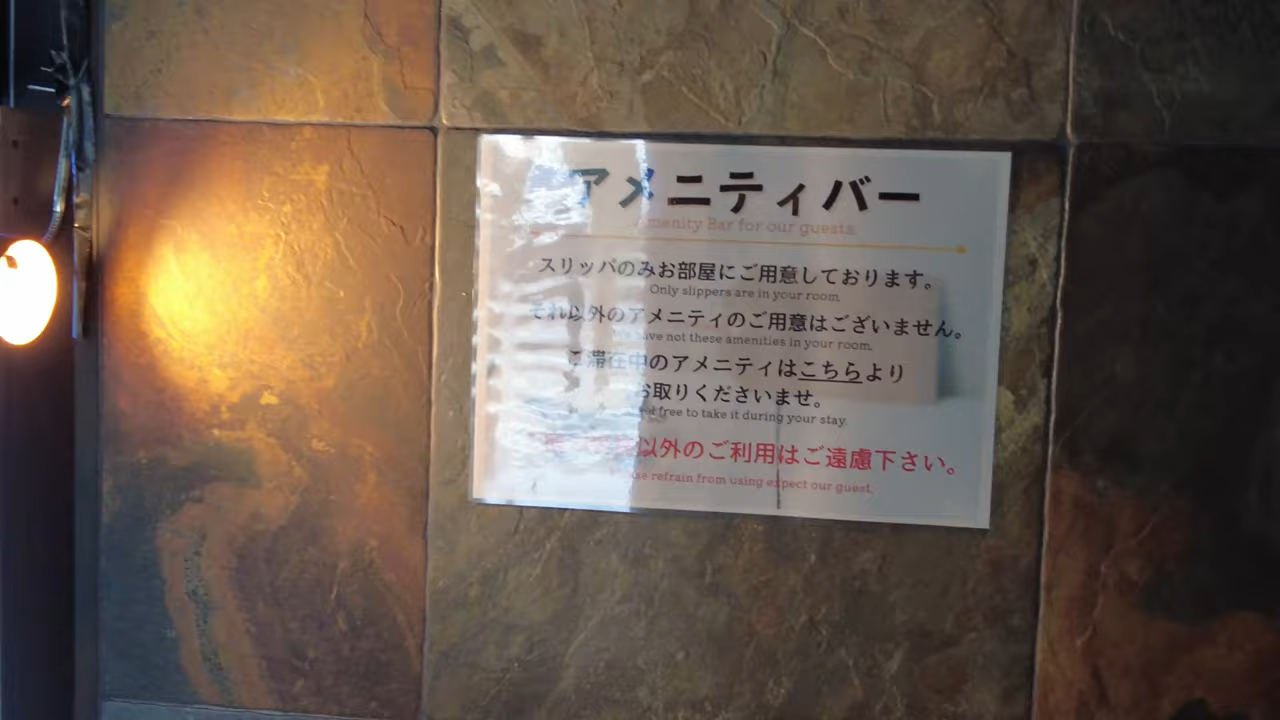 アメニティバー
Amenity Bar for our guests.
スリッパのみお部屋にご用意しております。
Only slippers are in your room.
それ以外のアメニティのご用意はございません。
have not these amenities in your room.
ご滞在中のアメニティはこちらより
お取りくださいませ。
free to take it during your stay.
以外のご利用はご遠慮下さい。
refrain from using expect our guest.